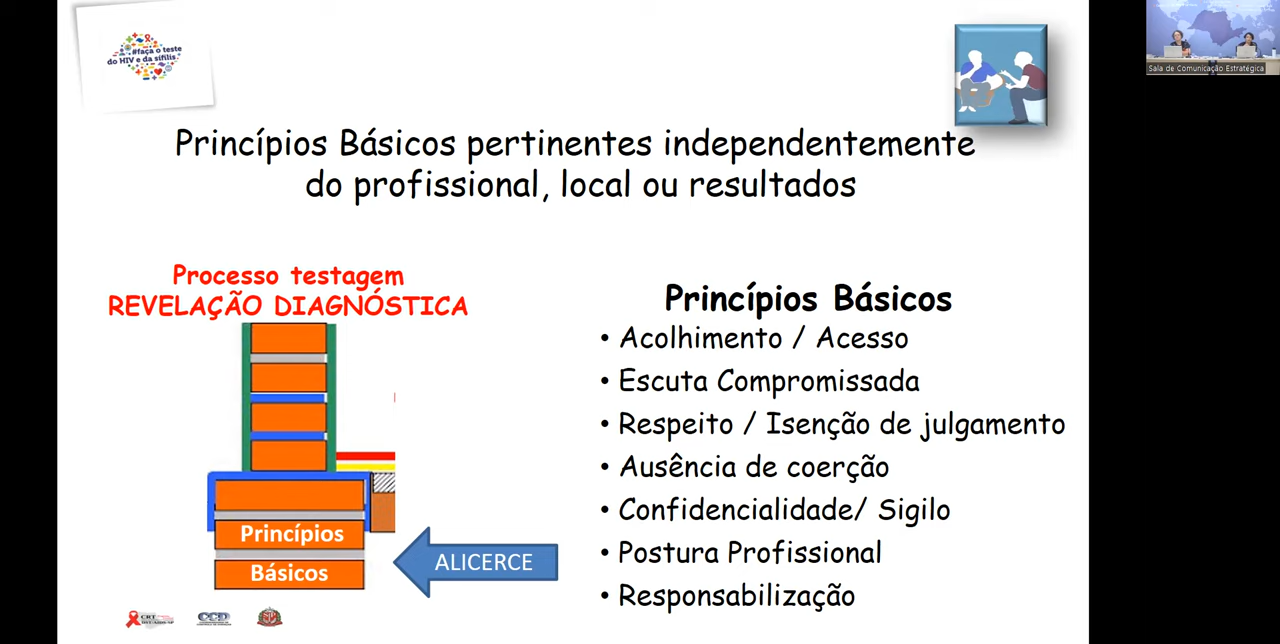 #faça o teste
do HIV e da sífilis
Sala de Comunicação Estratégica
Princípios Básicos pertinentes independentemente
do profissional, local ou resultados
Processo testagem
REVELAÇÃO DIAGNÓSTICA
Princípios
Básicos
ALICERCE
Princípios Básicos
• Acolhimento / Acesso
• Escuta Compromissada
• Respeito / Isenção de julgamento
• Ausência de coerção
• Confidencialidade/ Sigilo
• Postura Profissional
• Responsabilização
CRT
CCD